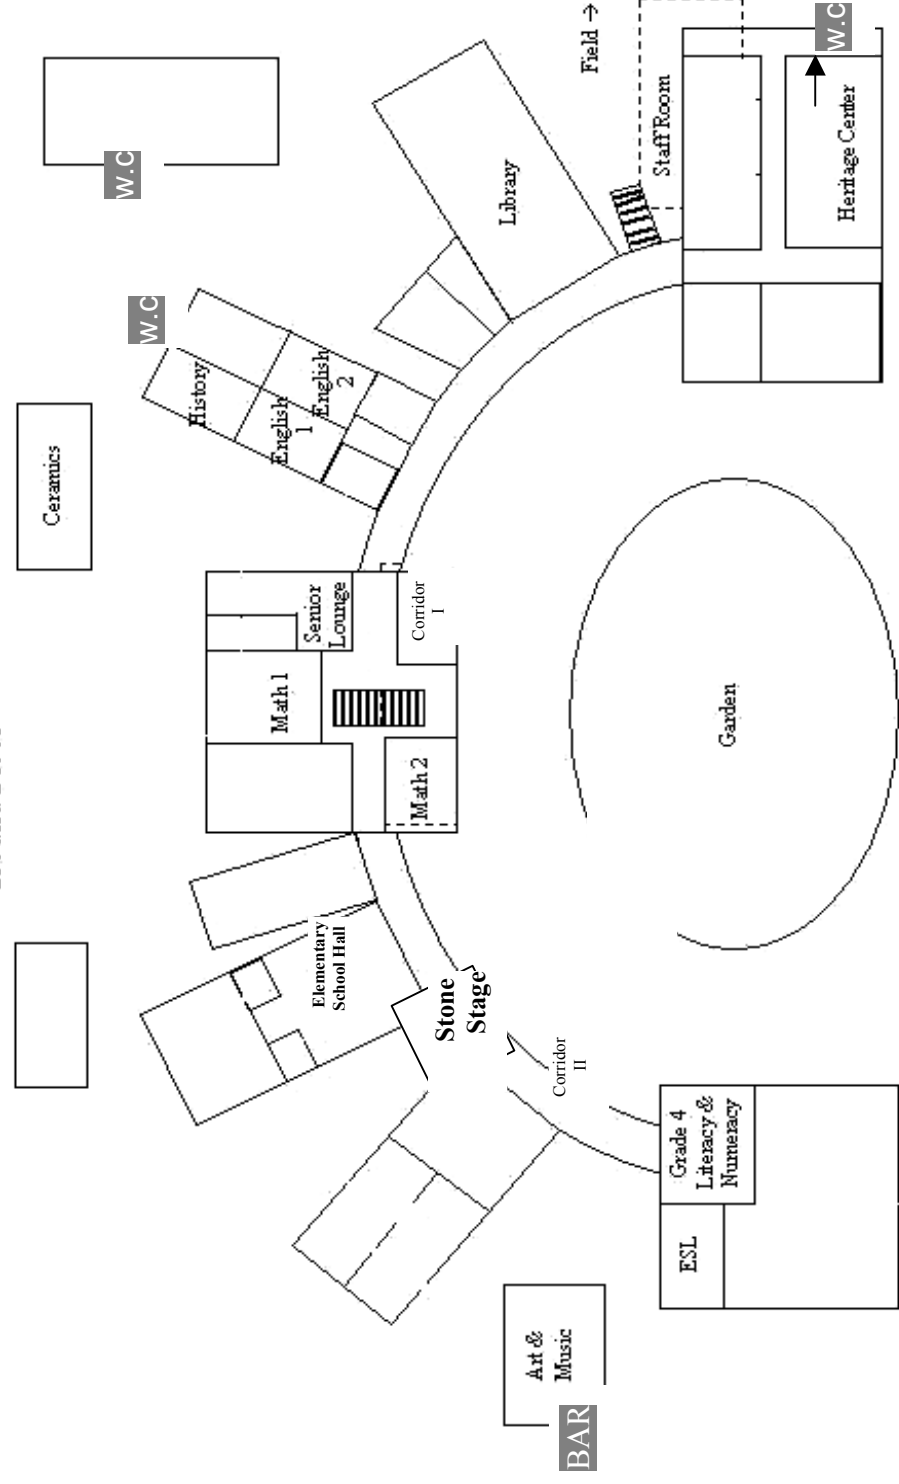 Field →
W.C
Staff Room
Heritage Center
W.C
Library
W.C
History
English
2
English
1
Ceramics
Senior
Lounge
Corridor
I
Math 1
Math 2
Garden
Elementary
School Hall
Stone
Stage
Corridor
II
Grade 4
Literacy &
Numeracy
ESL
Art &
Music
BAR